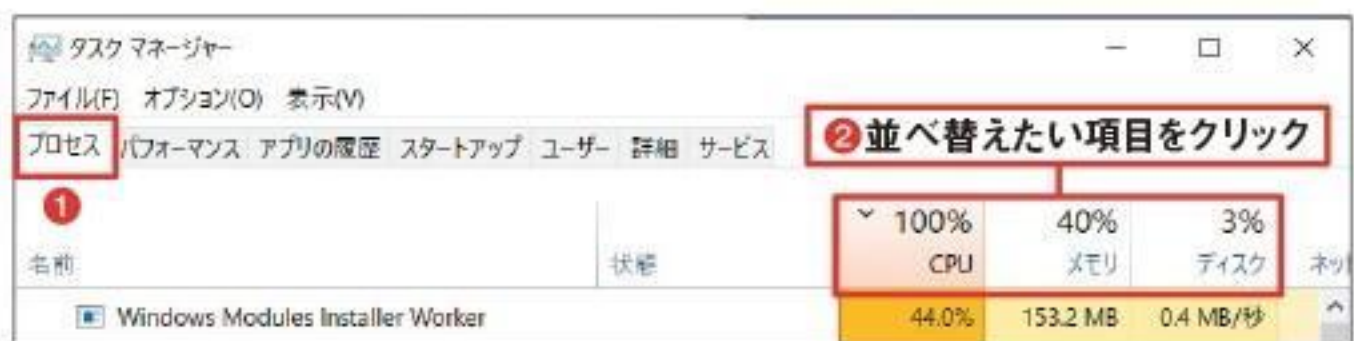 タスク マネージャー
ファイル(F) オプション(O) 表示(V)
プロセス パフォーマンス アプリの履歴 スタートアップ ユーザー 詳細 サービス
❷並べ替えたい項目をクリック
❶
100% 40% 3%
名前 状態 CPU メモリ ディスク ネッ
Windows Modules Installer Worker 44.0% 153.2 MB 0.4 MB/秒